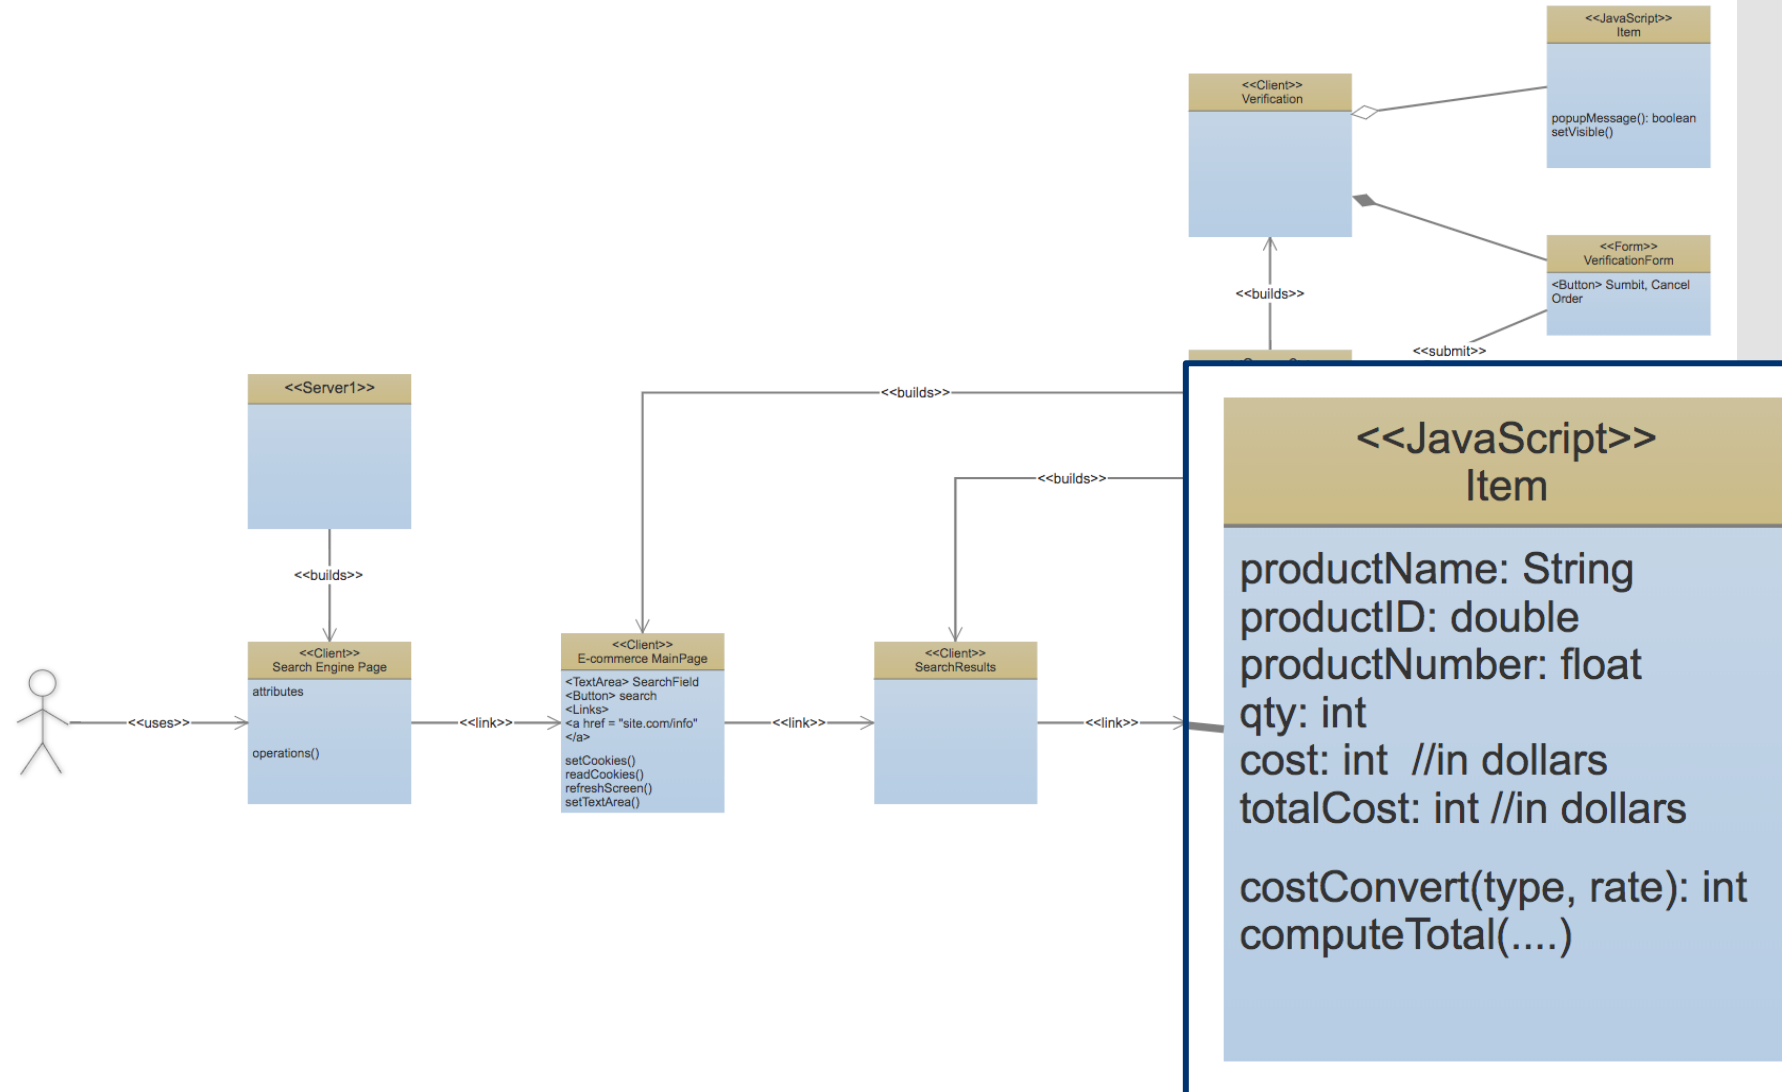 <<JavaScript>>
Item
popupMessage(): boolean
setVisible()
<<Client>>
Verification
<<Form>>
VerificationForm
<Button> Sumbit, Cancel
Order
<<builds>>
<<submit>>
<<Server1>>
<<builds>>
<<builds>>
<<builds>>
<<uses>>
<<Client>>
Search Engine Page
attributes
operations()
<<link>>
<<Client>>
E-commerce MainPage
<TextArea> SearchField
<Button> search
<Links>
<a href = "site.com/info"
</a>
setCookies()
readCookies()
refreshScreen()
setTextArea()
<<link>>
<<Client>>
SearchResults
<<link>>
<<JavaScript>>
Item
productName: String
productID: double
productNumber: float
qty: int
cost: int //in dollars
totalCost: int //in dollars
costConvert(type, rate): int
computeTotal(....)